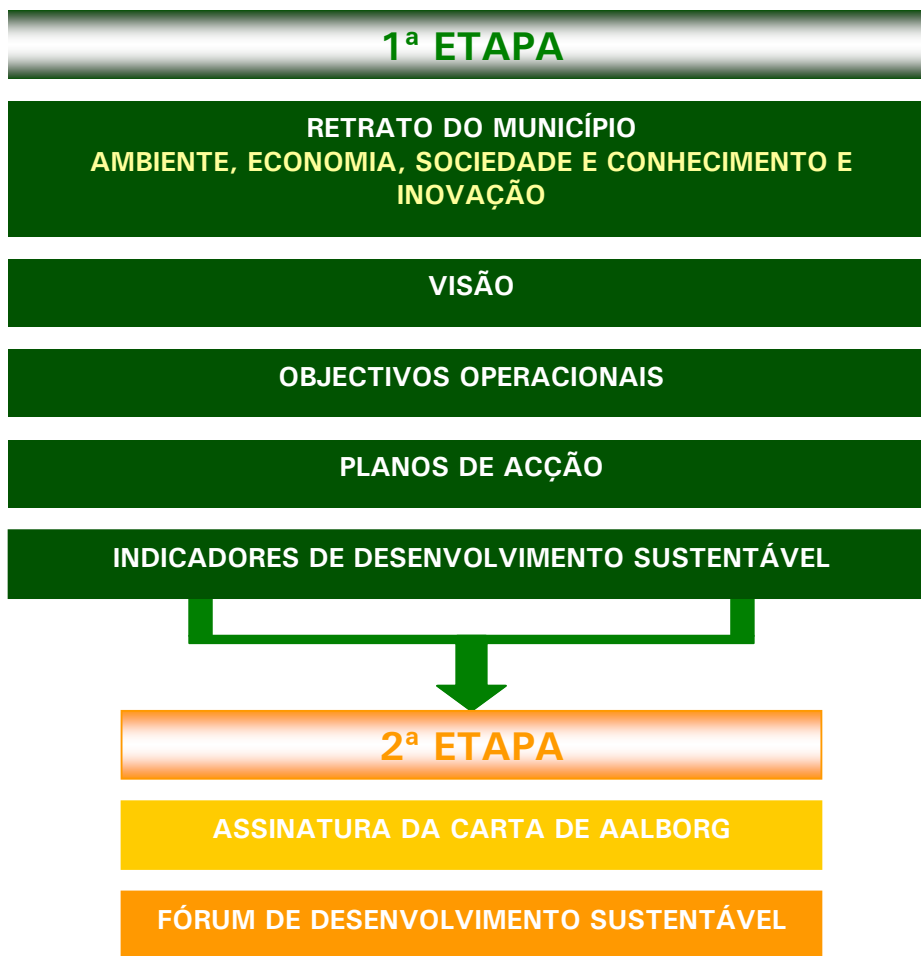 1ª ETAPA
RETRATO DO MUNICÍPIO
AMBIENTE, ECONOMIA, SOCIEDADE E CONHECIMENTO E
INOVAÇÃO
VISÃO
OBJECTIVOS OPERACIONAIS
PLANOS DE ACÇÃO
INDICADORES DE DESENVOLVIMENTO SUSTENTÁVEL
2ª ETAPA
ASSINATURA DA CARTA DE AALBORG
FÓRUM DE DESENVOLVIMENTO SUSTENTÁVEL